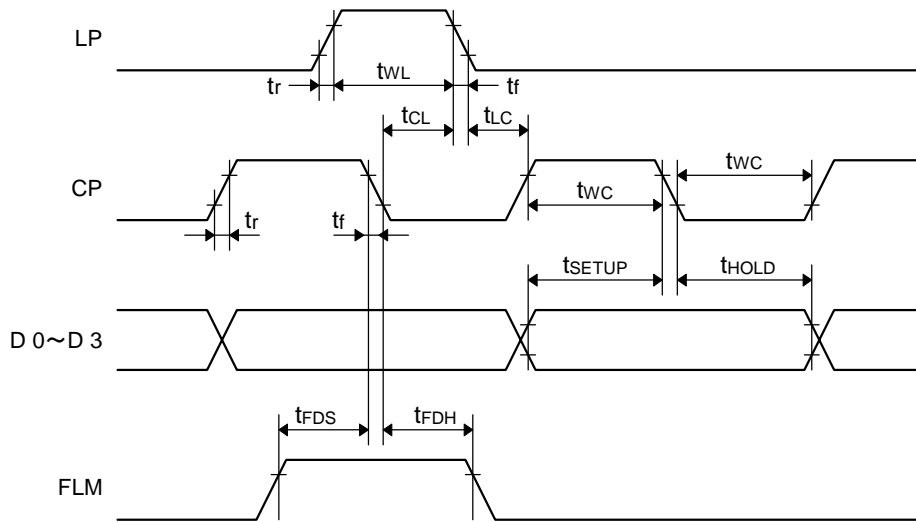 LP
tr
tWL
tf
tCL
tLC
CP
tr
tf
tWC
tWC
tSETUP
tHOLD
D 0～D 3
tFDS
tFDH
FLM